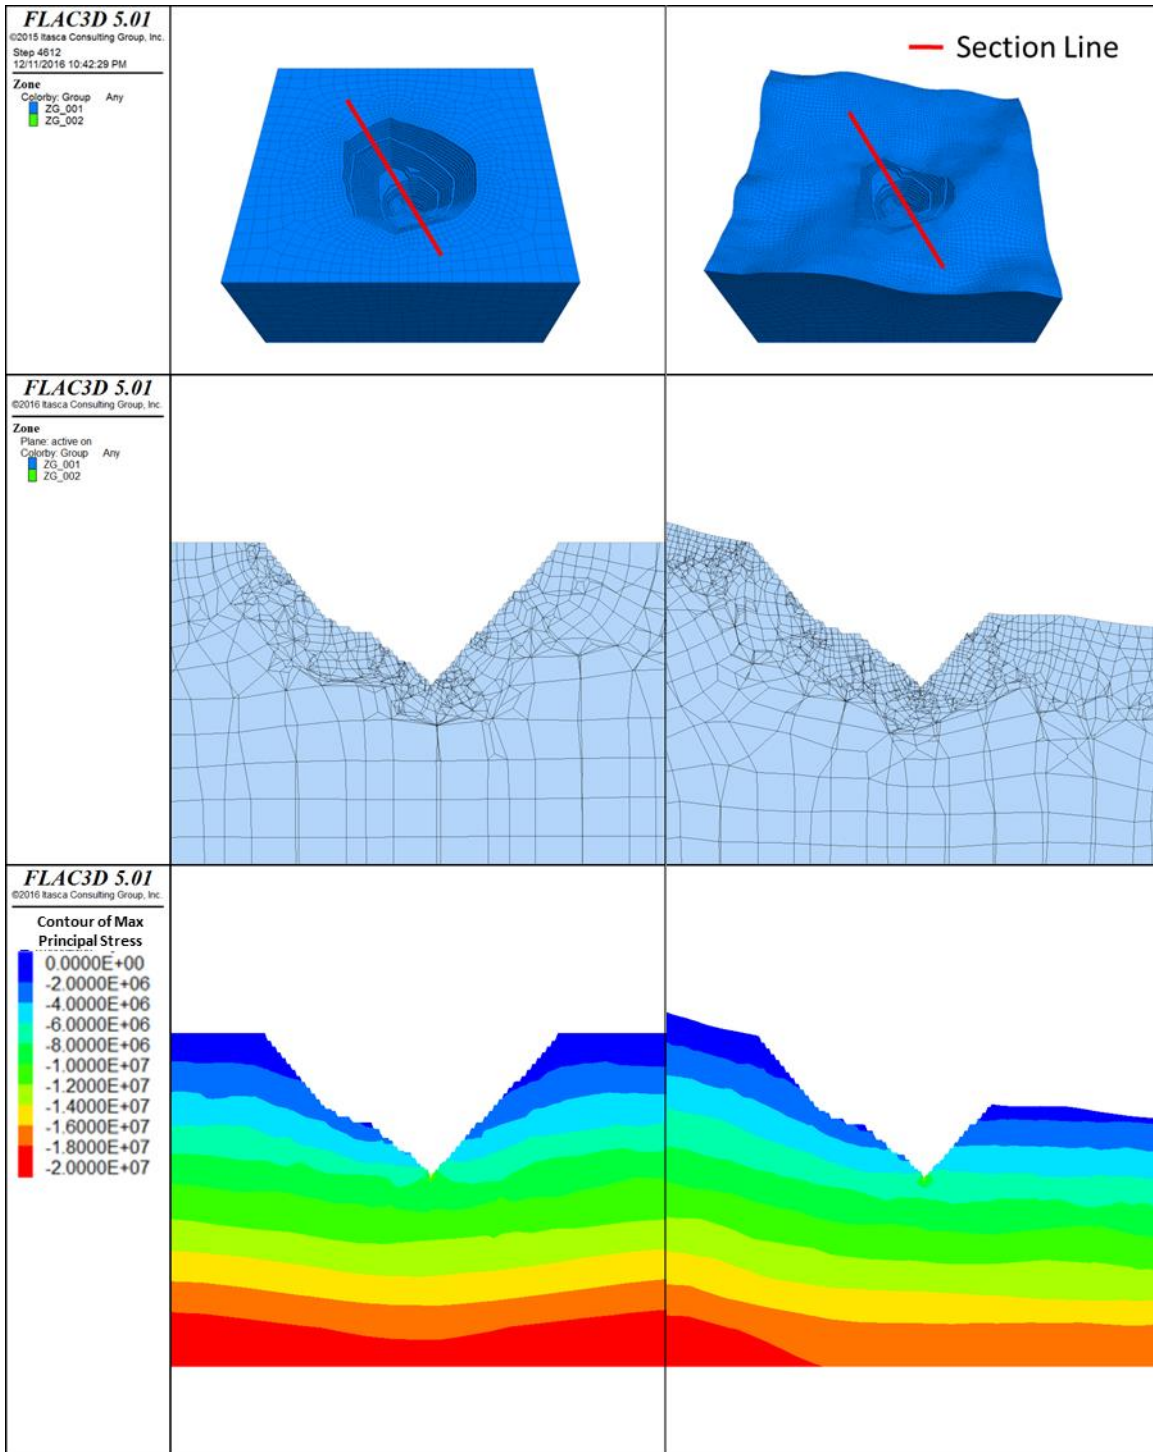 FLAC3D 5.01
©2015 Itasca Consulting Group, Inc.
Step 4612
12/11/2016 10:42:29 PM
Zone
Colorby: Group Any
ZG_001
ZG_002
Section Line
FLAC3D 5.01
©2016 Itasca Consulting Group, Inc.
Zone
Plane: active on
Colorby: Group Any
ZG_001
ZG_002
FLAC3D 5.01
©2016 Itasca Consulting Group, Inc.
Contour of Max
Principal Stress
0.0000E+00
-2.0000E+06
-4.0000E+06
-6.0000E+06
-8.0000E+06
-1.0000E+07
-1.2000E+07
-1.4000E+07
-1.6000E+07
-1.8000E+07
-2.0000E+07